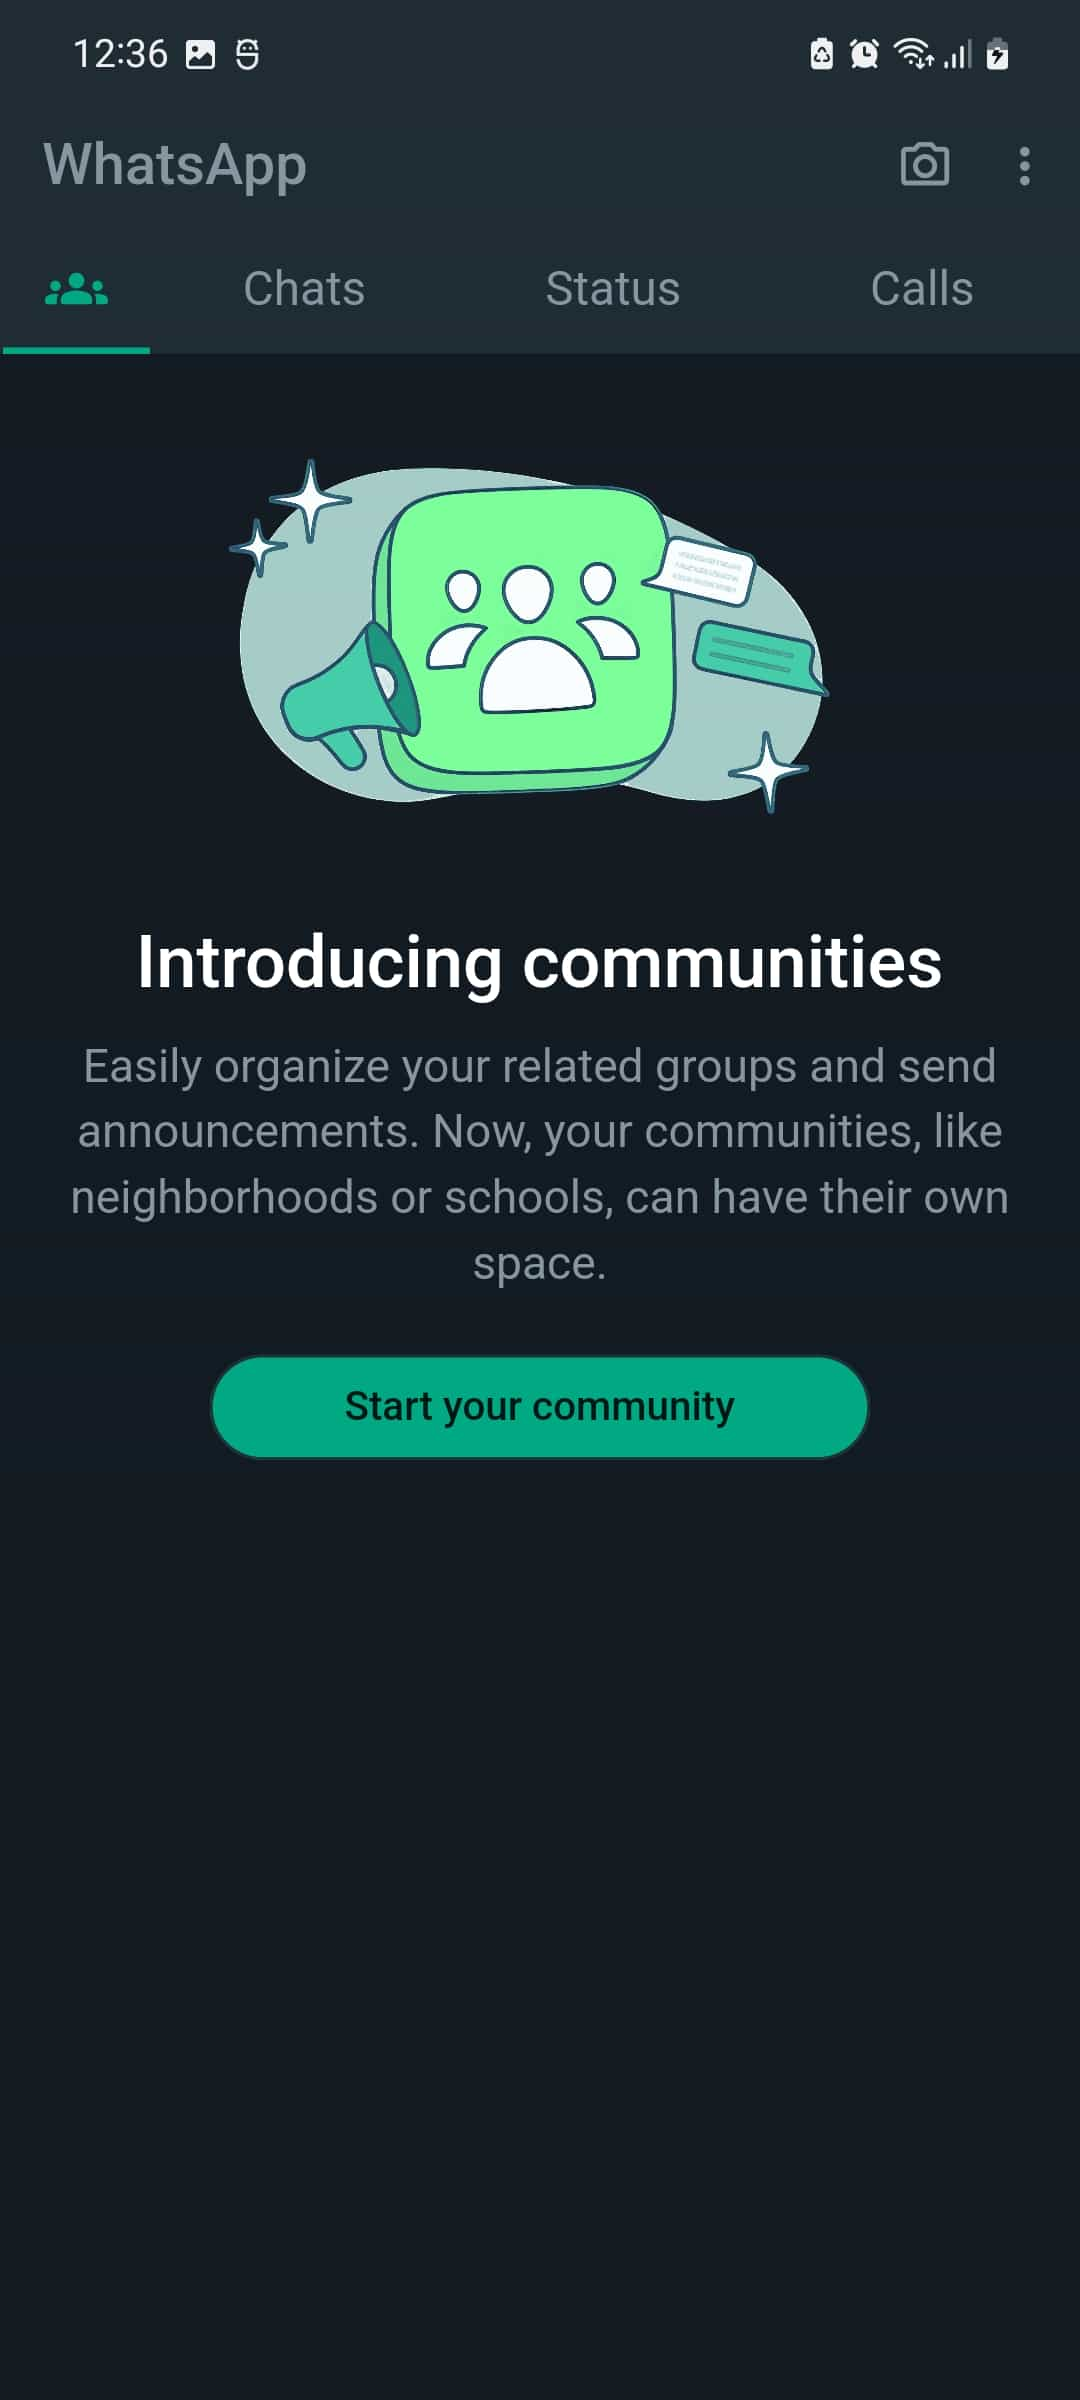 12:36
WhatsApp
Chats Status Calls
Introducing communities
Easily organize your related groups and send
announcements. Now, your communities, like
neighborhoods or schools, can have their own
space.
Start your community